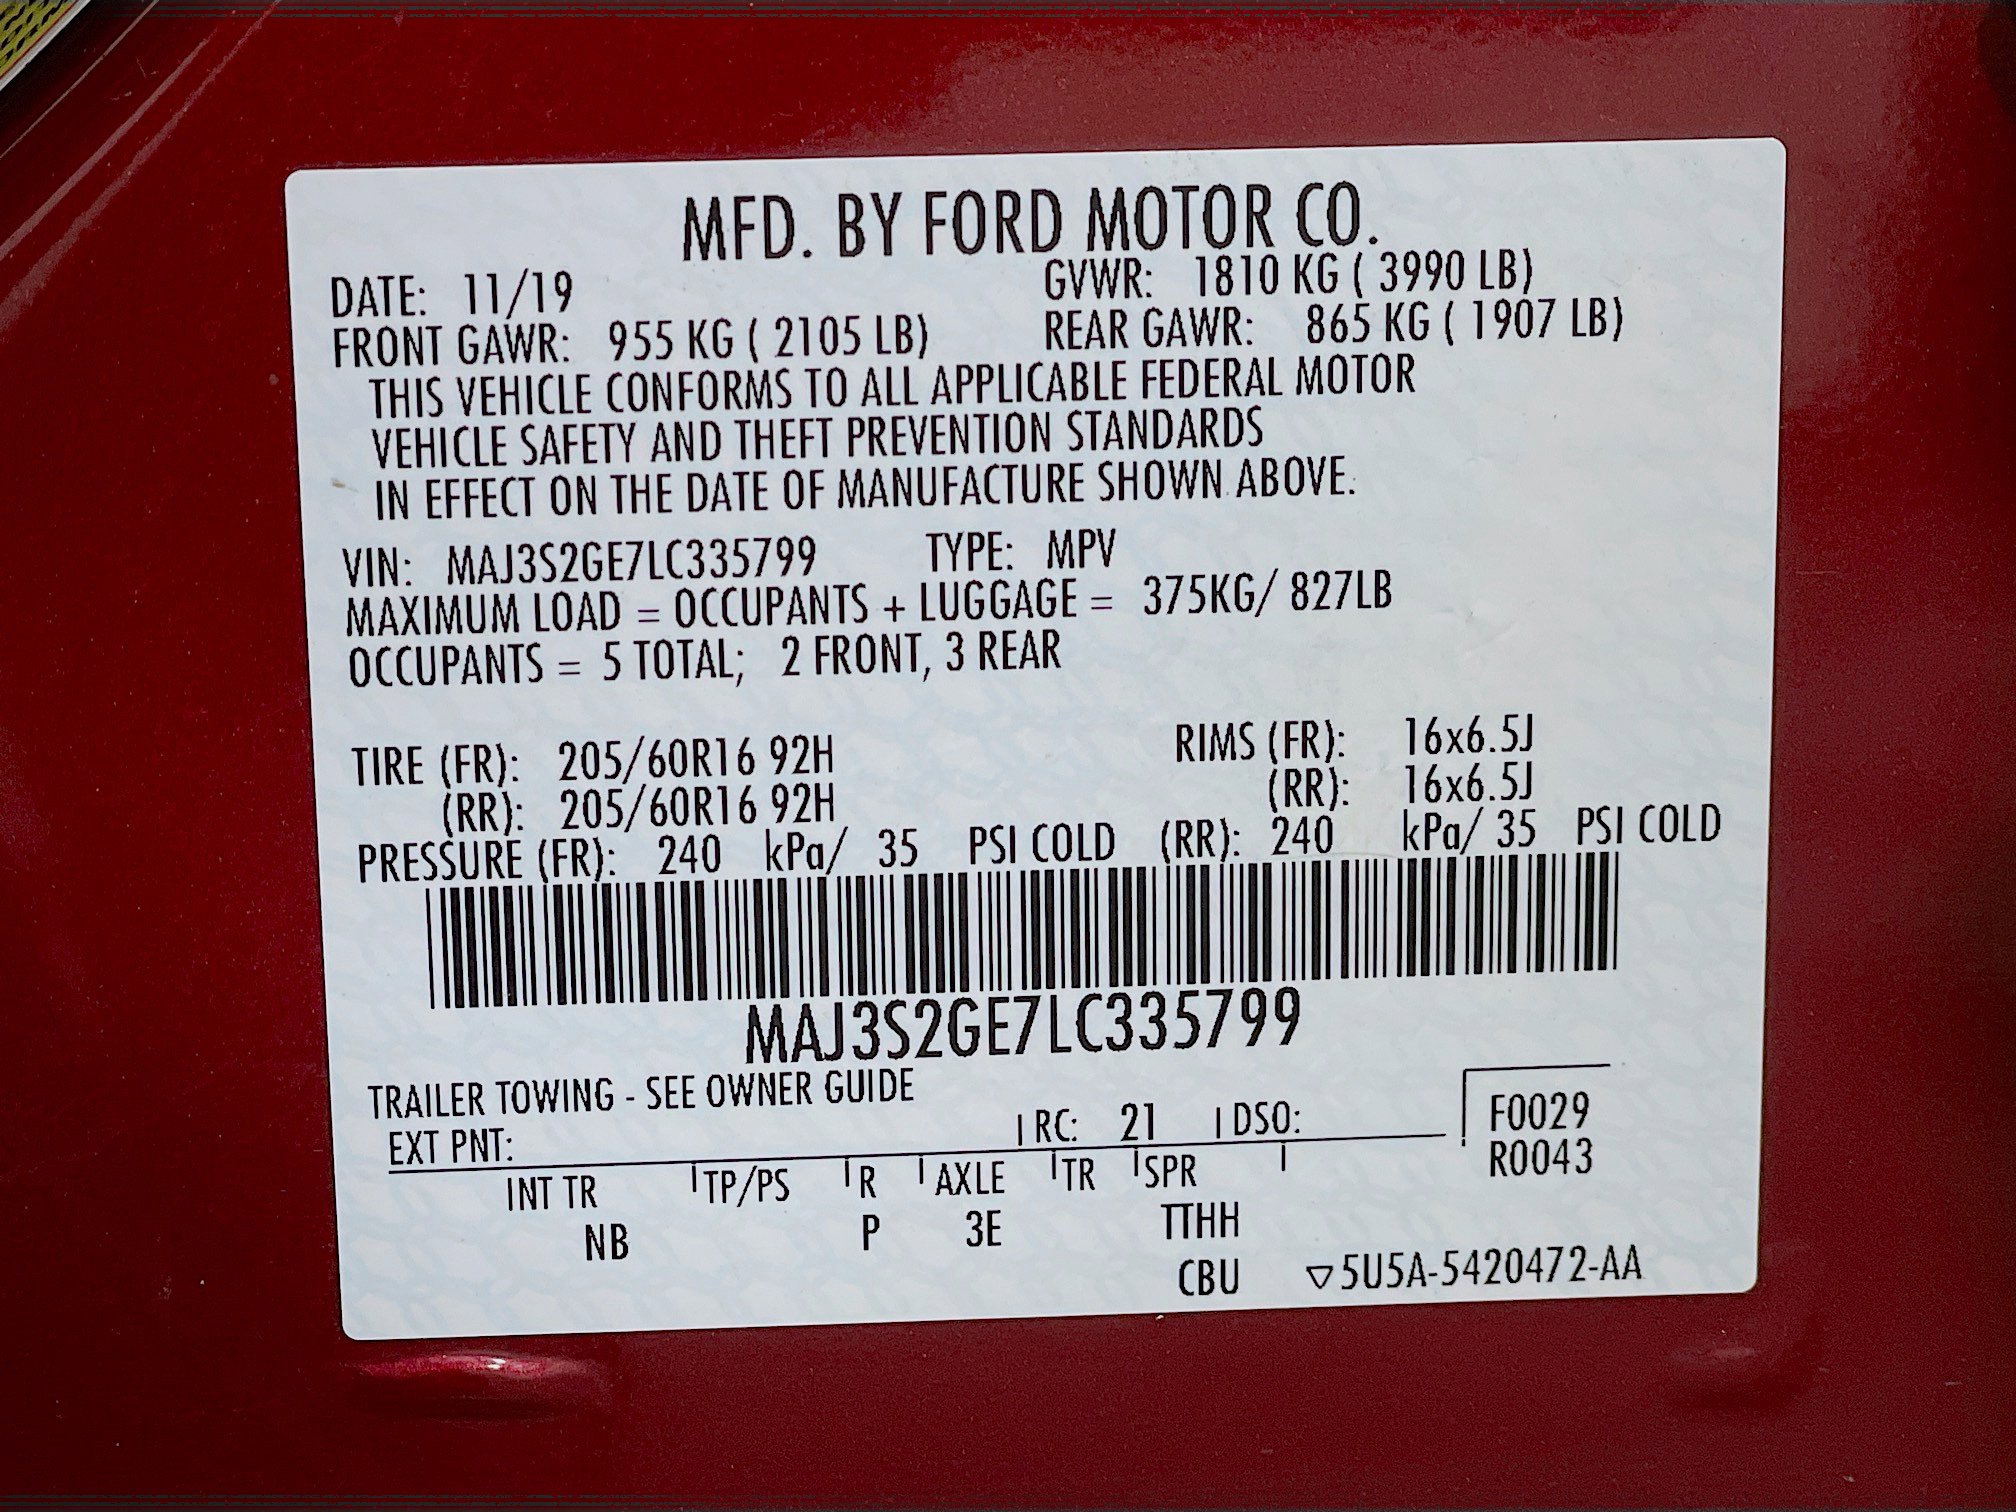 MFD. BY FORD MOTOR CO.
DATE: 11/19 GVWR: 1810 KG ( 3990 LB)
FRONT GAWR: 955 KG ( 2105 LB) REAR GAWR: 865 KG ( 1907 LB)
THIS VEHICLE CONFORMS TO ALL APPLICABLE FEDERAL MOTOR
VEHICLE SAFETY AND THEFT PREVENTION STANDARDS
IN EFFECT ON THE DATE OF MANUFACTURE SHOWN ABOVE.
VIN: MAJ3S2GE7LC335799 TYPE: MPV
MAXIMUM LOAD = OCCUPANTS + LUGGAGE = 375KG/ 827LB
OCCUPANTS = 5 TOTAL; 2 FRONT, 3 REAR
TIRE (FR): 205/60R16 92H RIMS (FR): 16x6.5J
(RR): 205/60R16 92H (RR): 16x6.5J
PRESSURE (FR): 240 kPa/ 35 PSI COLD (RR): 240 kPa/ 35 PSI COLD
MAJ3S2GE7LC335799
TRAILER TOWING - SEE OWNER GUIDE
EXT PNT: RC: 21 DSO: F0029
R0043
INT TR TP/PS R AXLE TR SPR
NB P 3E TTHH
CBU ▽5U5A-5420472-AA